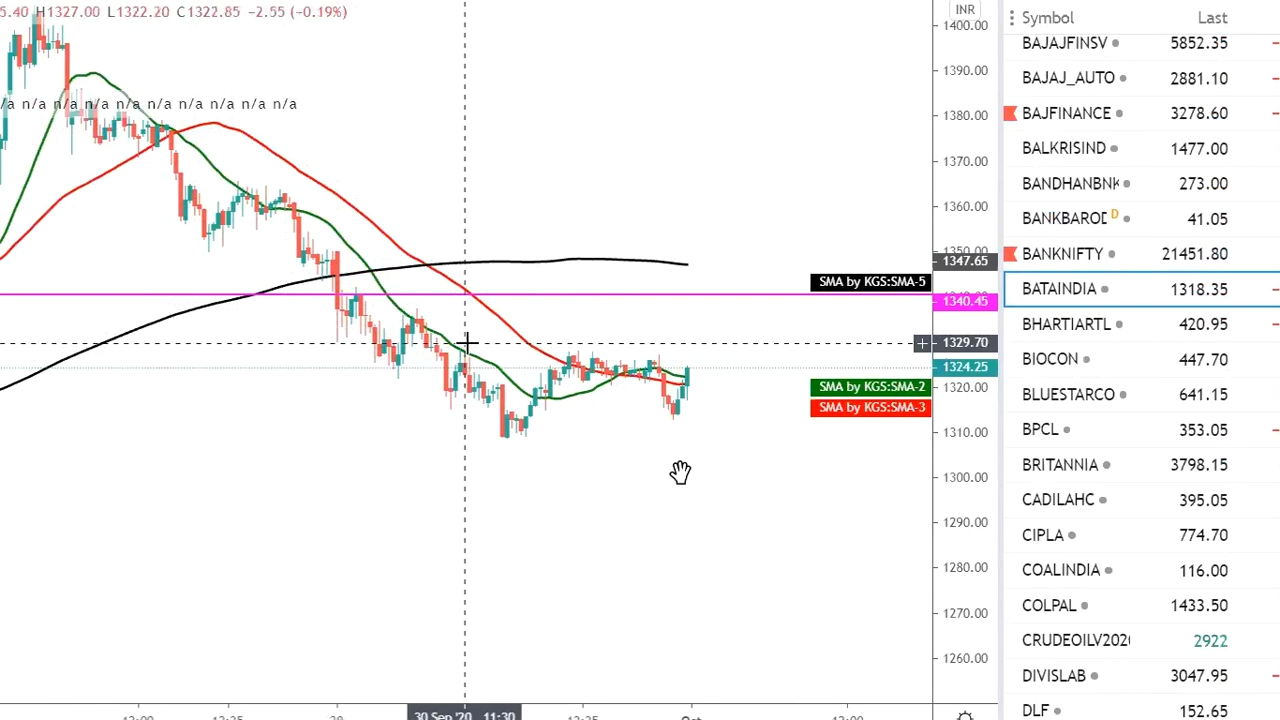 5.40 H1327.00 L1322.20 C1322.85 −2.55 (−0.19%)
n/a n/a n/a n/a n/a n/a n/a n/a n/a
INR
1400.00
1390.00
1380.00
1370.00
1360.00
1350.00
1347.65
SMA by KGS:SMA-5
1340.45
1329.70
1324.25
1320.00
SMA by KGS:SMA-2
SMA by KGS:SMA-3
1310.00
1300.00
1290.00
1280.00
1270.00
1260.00
30 Sep '20 11:30
Symbol Last
BAJAJFINSV 5852.35
BAJAJ_AUTO 2881.10
BAJFINANCE 3278.60
BALKRISIND 1477.00
BANDHANBNK 273.00
BANKBAROD D 41.05
BANKNIFTY 21451.80
BATAINDIA 1318.35
BHARTIARTL 420.95
BIOCON 447.70
BLUESTARCO 641.15
BPCL 353.05
BRITANNIA 3798.15
CADILAHC 395.05
CIPLA 774.70
COALINDIA 116.00
COLPAL 1433.50
CRUDEOILV202 2922
DIVISLAB 3047.95
DLF 152.65